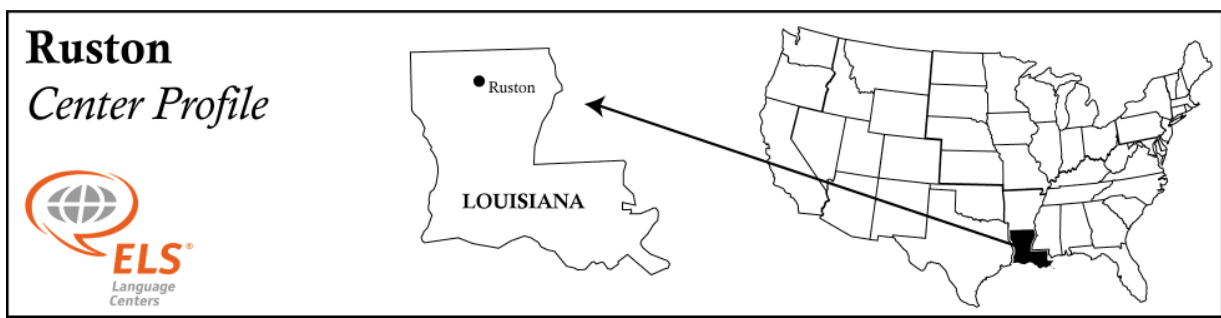 Ruston
Center Profile
Ruston
LOUISIANA
ELS®
Language
Centers